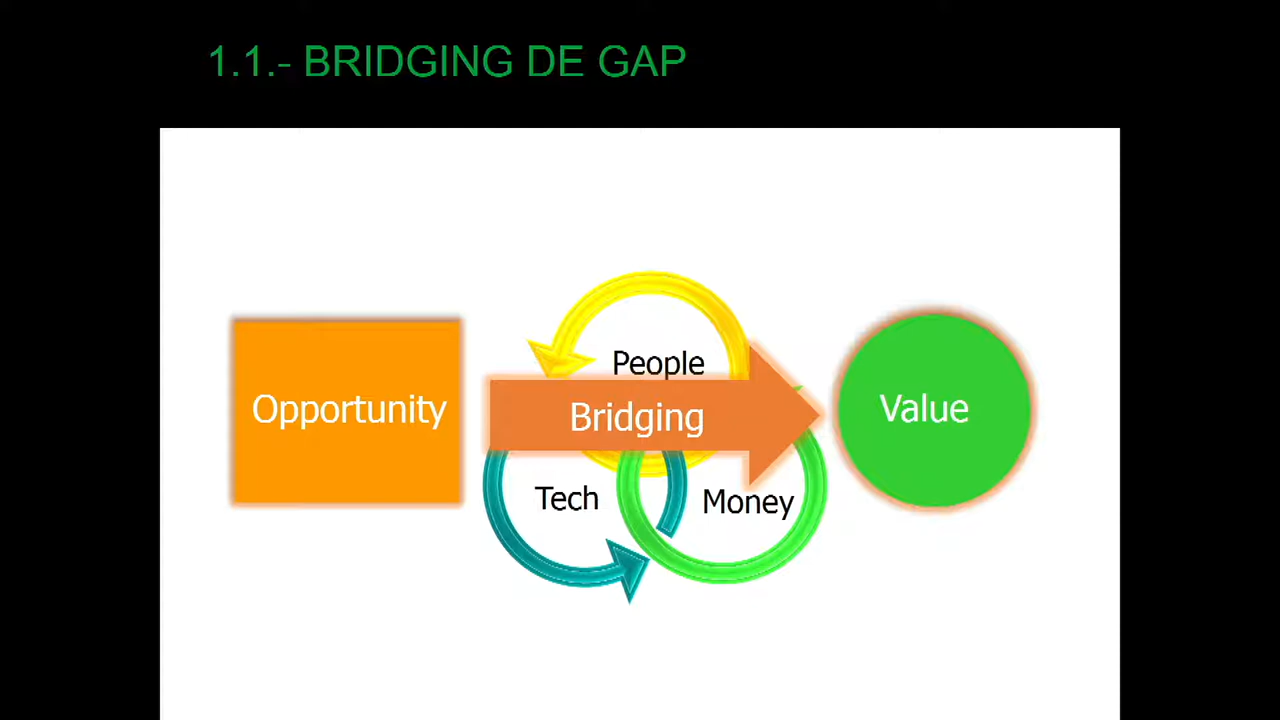 1.1.- BRIDGING DE GAP
People
Opportunity
Bridging
Value
Tech
Money